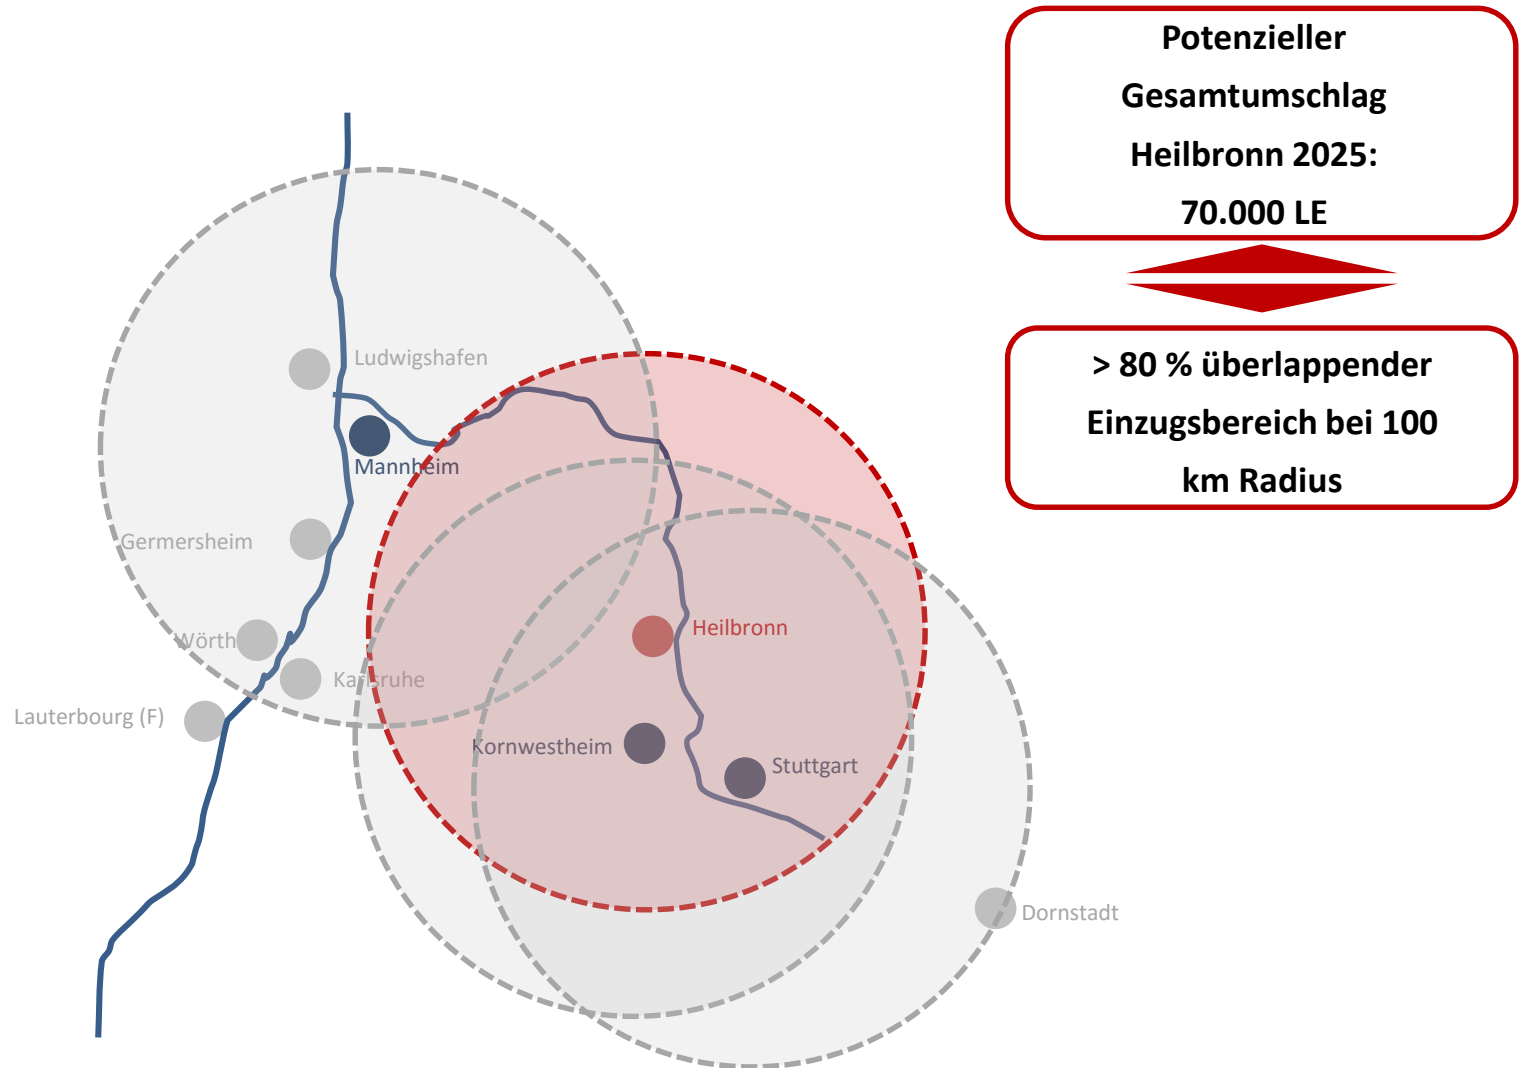 Potenzieller
Gesamtumschlag
Heilbronn 2025:
70.000 LE
> 80 % überlappender
Einzugsbereich bei 100
km Radius
Ludwigshafen
Mannheim
Germersheim
Wörth
Karlsruhe
Lauterbourg (F)
Heilbronn
Kornwestheim
Stuttgart
Dornstadt